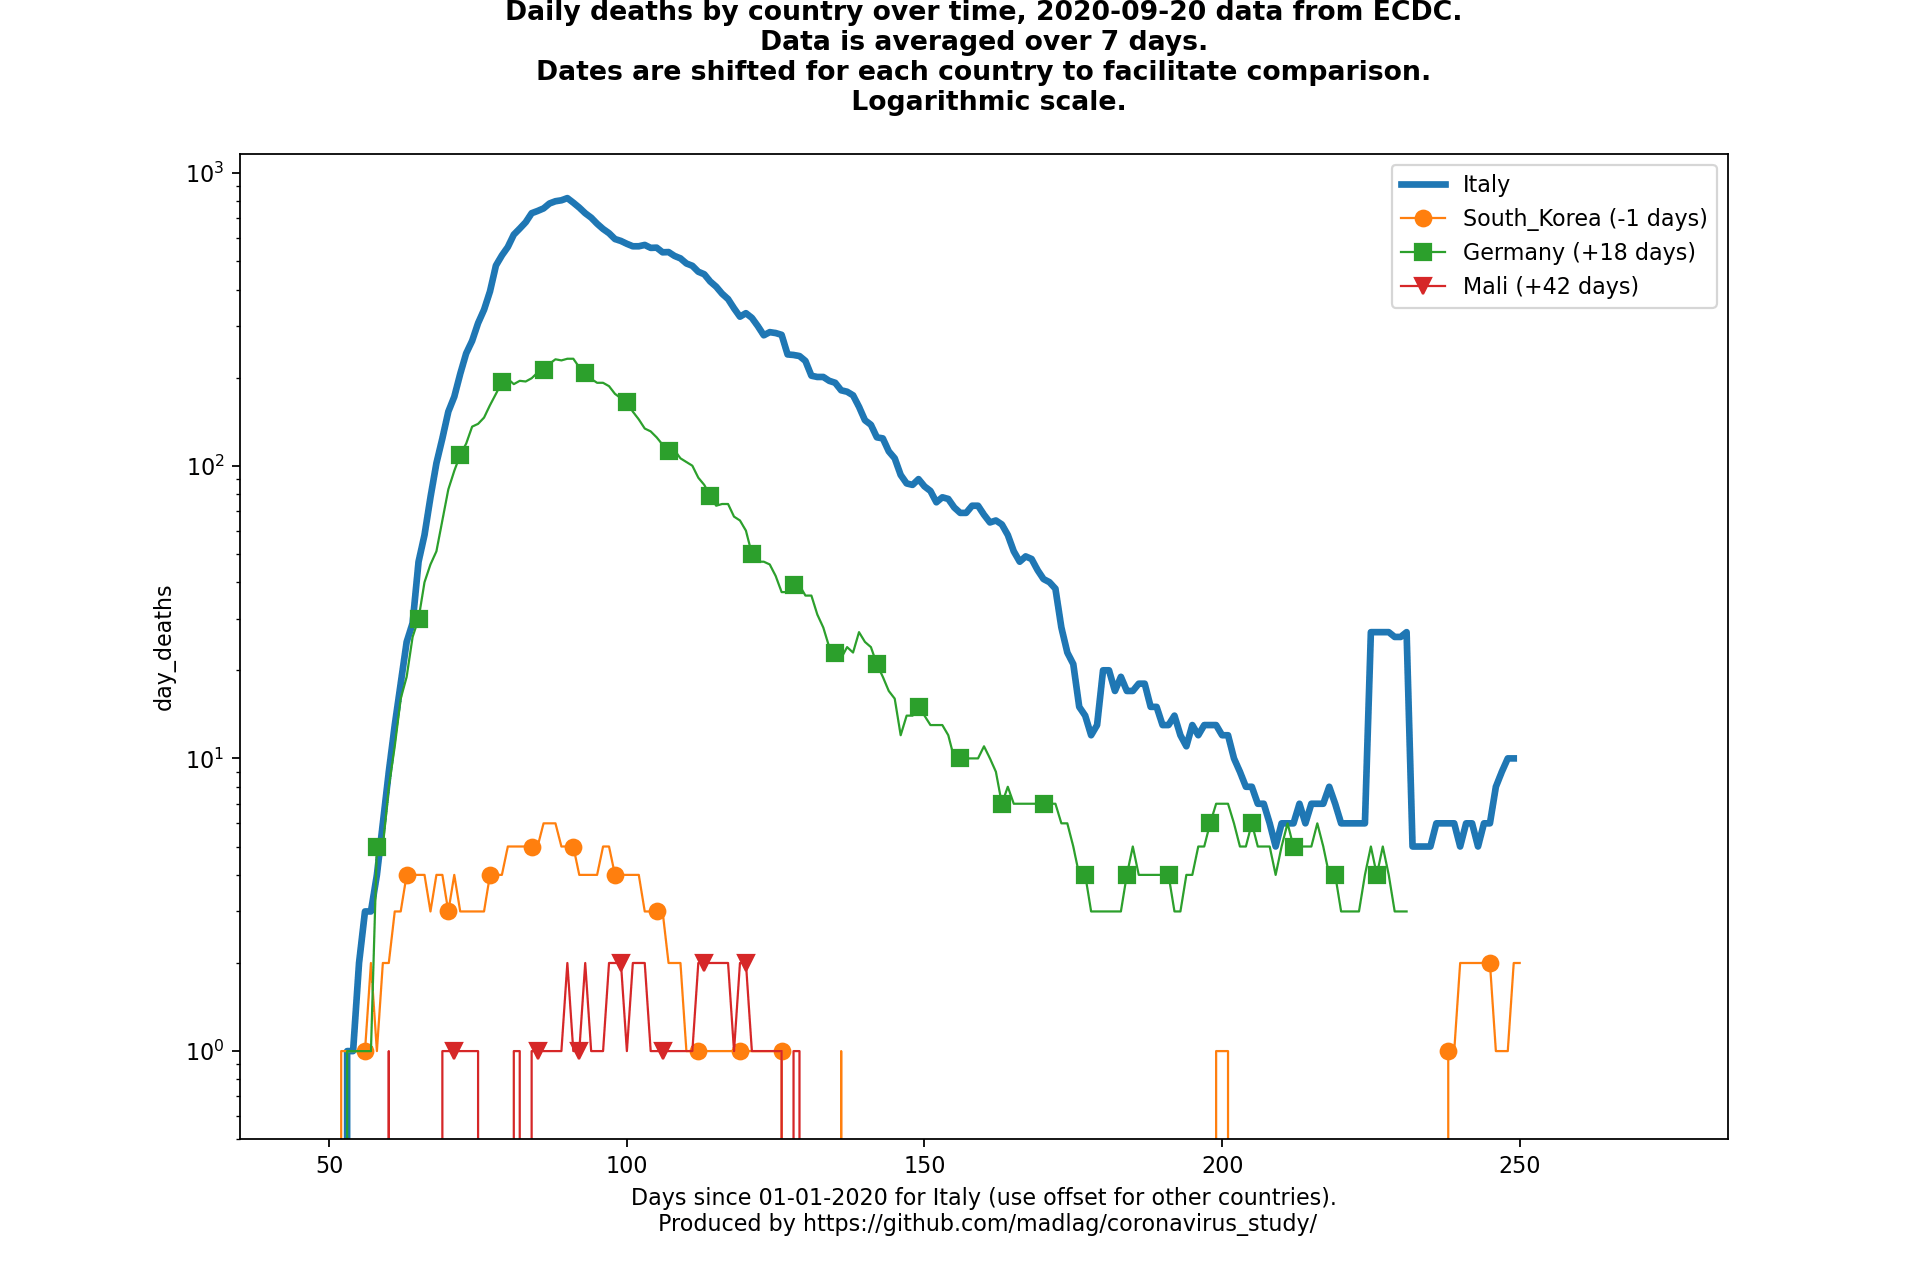 Daily deaths by country over time, 2020-09-20 data from ECDC.
Data is averaged over 7 days.
Dates are shifted for each country to facilitate comparison.
Logarithmic scale.
10³
10²
10¹
10⁰
day_deaths
Italy
South_Korea (-1 days)
Germany (+18 days)
Mali (+42 days)
50 100 150 200 250
Days since 01-01-2020 for Italy (use offset for other countries).
Produced by https://github.com/madlag/coronavirus_study/